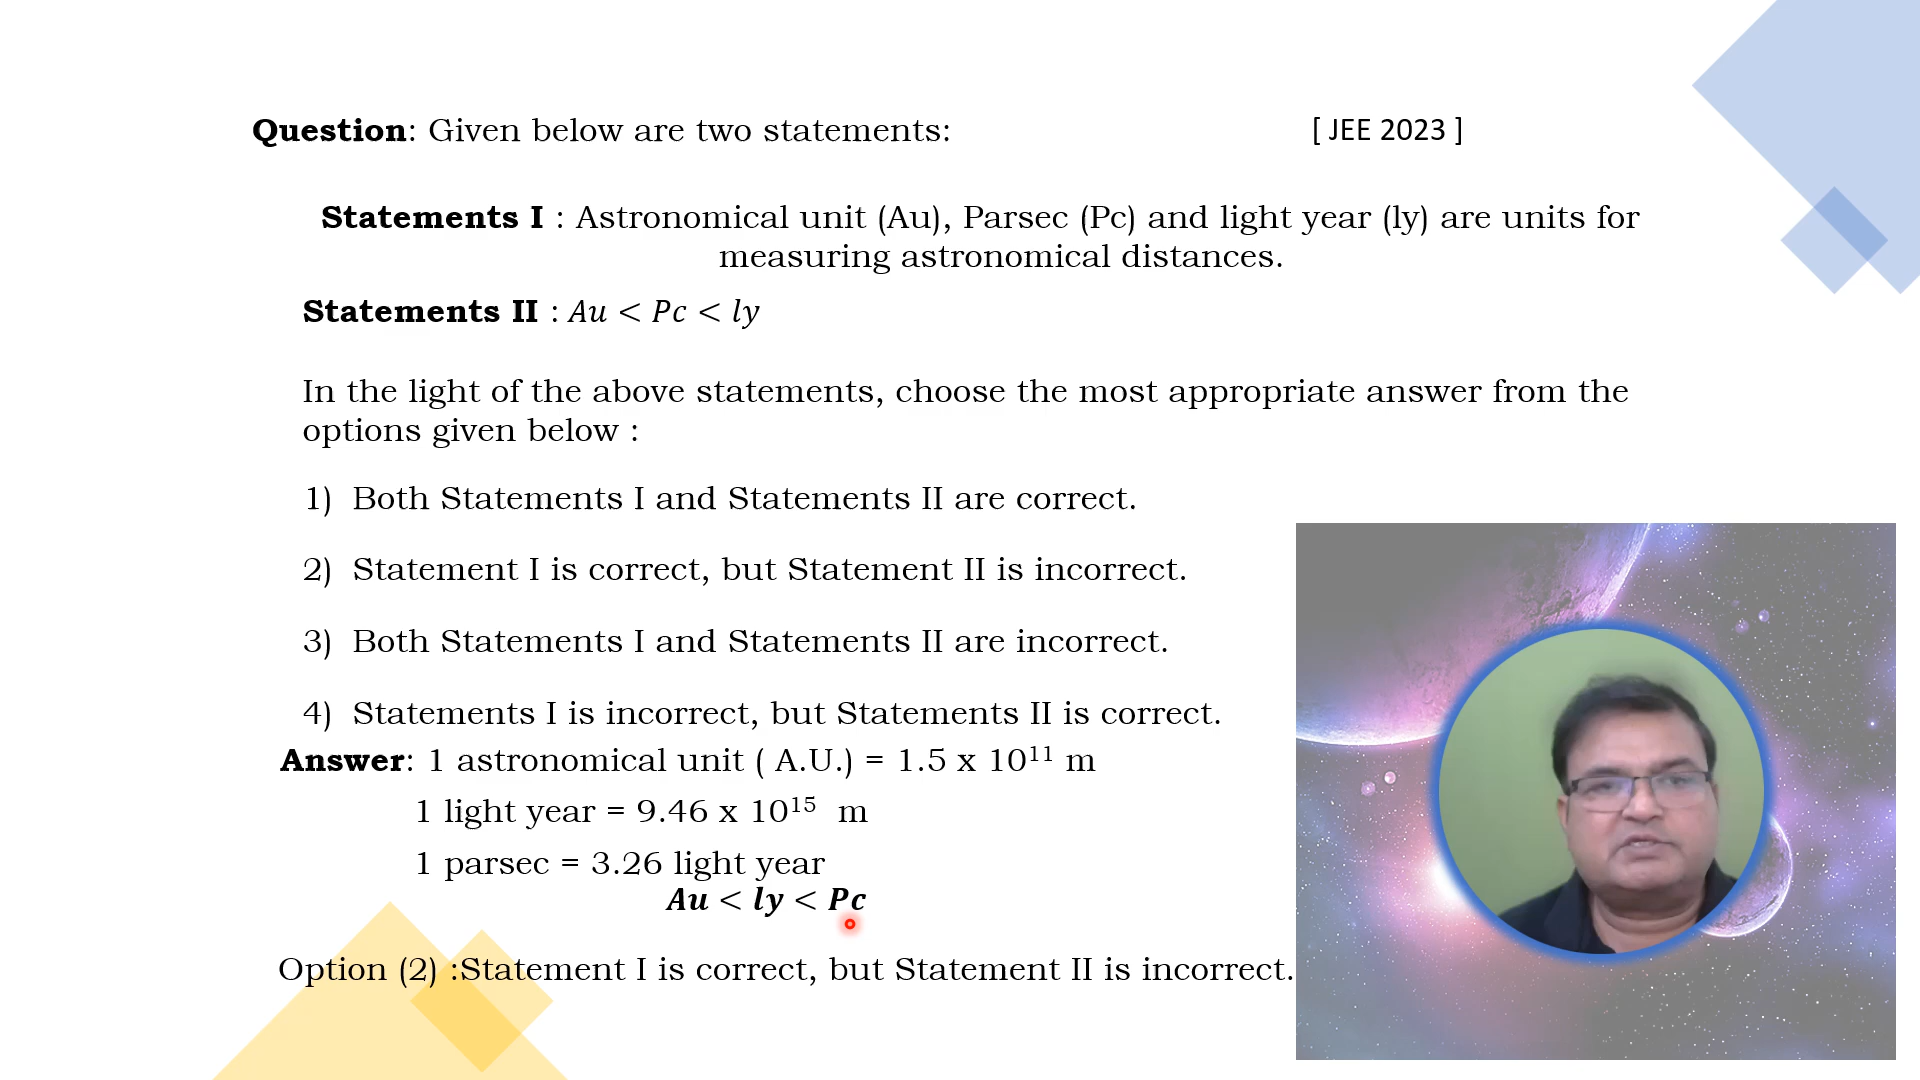 Question: Given below are two statements:
[ JEE 2023 ]
Statements I : Astronomical unit (Au), Parsec (Pc) and light year (ly) are units for
measuring astronomical distances.
Statements II : Au < Pc < ly
In the light of the above statements, choose the most appropriate answer from the
options given below :
1) Both Statements I and Statements II are correct.
2) Statement I is correct, but Statement II is incorrect.
3) Both Statements I and Statements II are incorrect.
4) Statements I is incorrect, but Statements II is correct.
Answer: 1 astronomical unit ( A.U.) = 1.5 x 10¹¹ m
1 light year = 9.46 x 10¹⁵ m
1 parsec = 3.26 light year
Au < ly < Pc
Option (2) :Statement I is correct, but Statement II is incorrect.